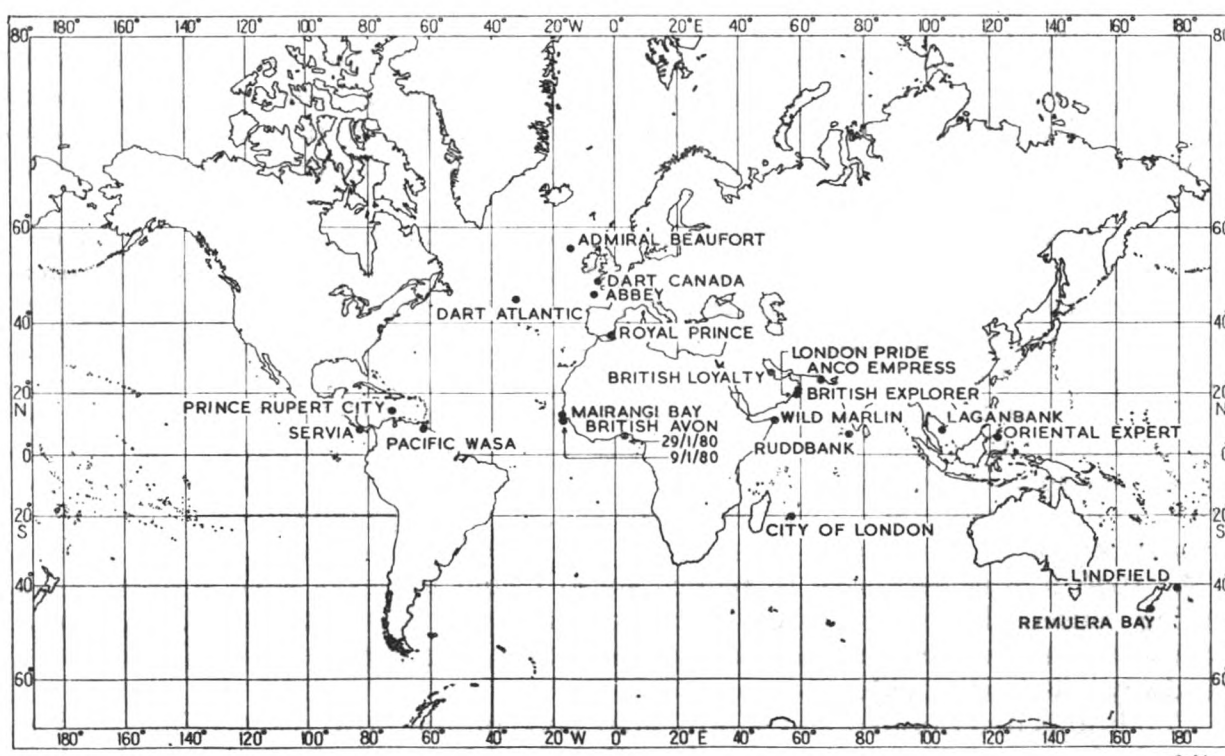 180° 160° 140° 120° 100° 80° 60° 40° 20°W 0° 20°E 40° 60° 80° 100° 120° 140° 160° 180°
80° 80
60° 60
ADMIRAL BEAUFORT
DART CANADA
ABBEY
DART ATLANTIC
40° 40
ROYAL PRINCE
LONDON PRIDE
ANCO EMPRESS
BRITISH LOYALTY
BRITISH EXPLORER
20° 20
N N
PRINCE RUPERT CITY
MAIRANGI BAY
WILD MARLIN
LAGANBANK
SERVIA
BRITISH AVON
ORIENTAL EXPERT
PACIFIC WASA
29/1/80
RUDDBANK
9/1/80
0° 0
20° 20
S S
CITY OF LONDON
LINDFIELD
40° 40
REMUERA BAY
60° 60
180° 160° 140° 120° 100° 80° 60° 40° 20°W 0° 20°E 40° 60° 80° 100° 120° 140° 160° 180°